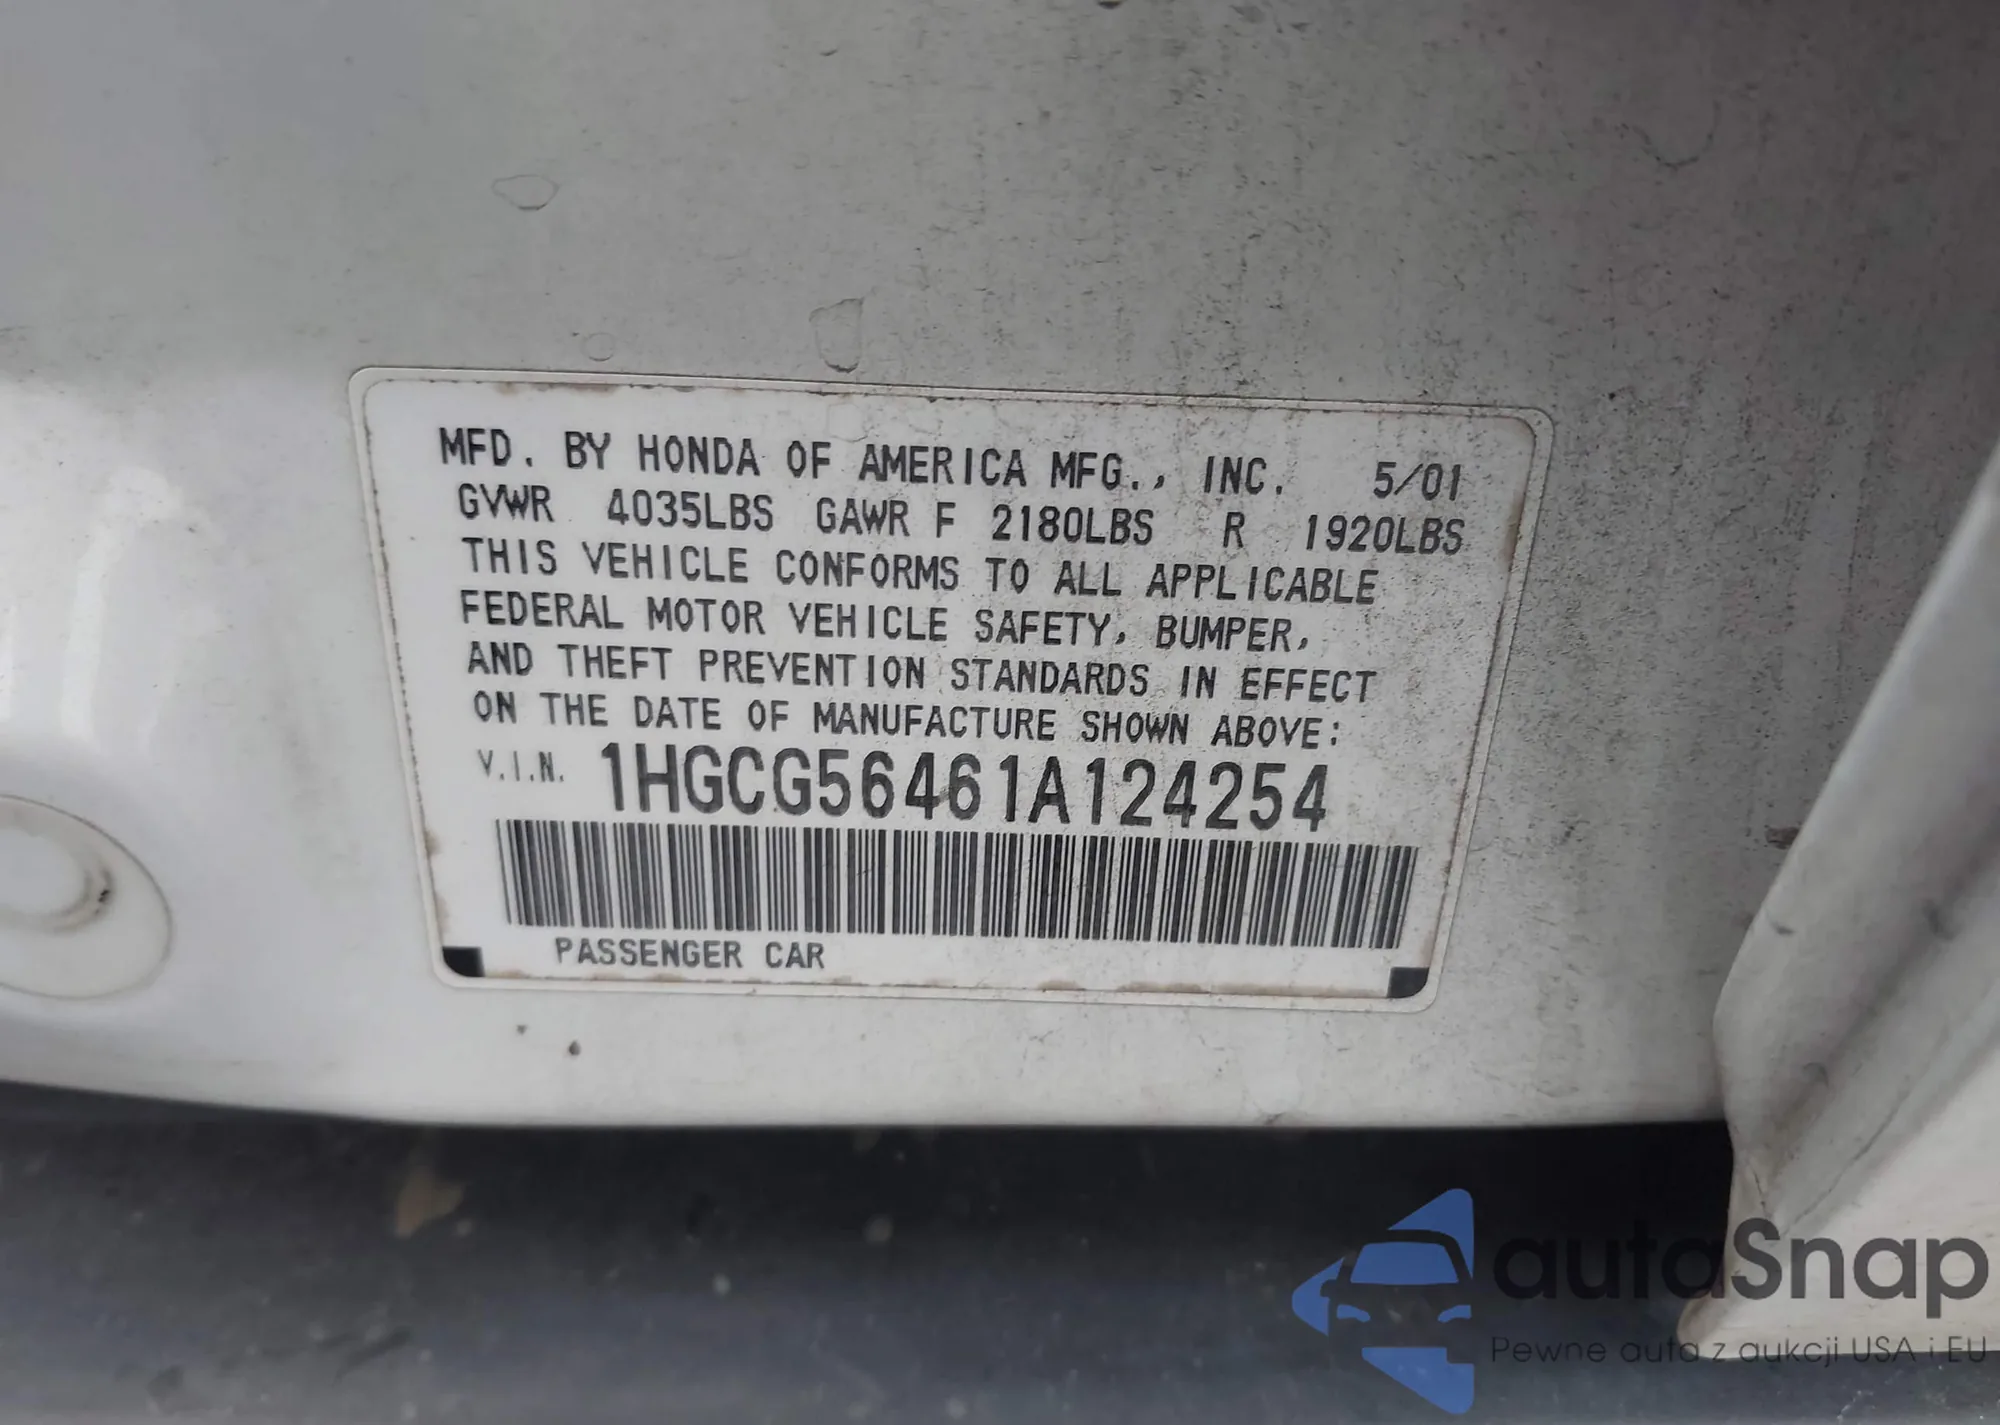 MFD. BY HONDA OF AMERICA MFG., INC. 5/01
GVWR 4035LBS GAWR F 2180LBS R 1920LBS
THIS VEHICLE CONFORMS TO ALL APPLICABLE
FEDERAL MOTOR VEHICLE SAFETY, BUMPER,
AND THEFT PREVENTION STANDARDS IN EFFECT
ON THE DATE OF MANUFACTURE SHOWN ABOVE:
V.I.N. 1HGCG56461A124254
PASSENGER CAR
autaSnap
Pewne auta z aukcji USA i EU